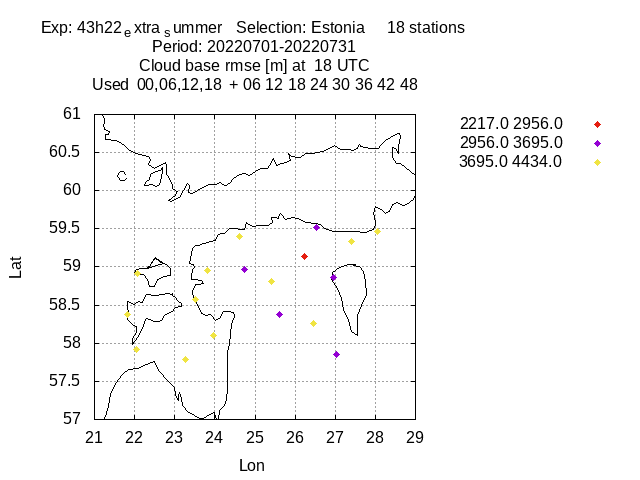 Exp: 43h22extrasummer Selection: Estonia 18 stations
Period: 20220701-20220731
Cloud base rmse [m] at 18 UTC
Used 00,06,12,18 + 06 12 18 24 30 36 42 48
2217.0 2956.0
2956.0 3695.0
3695.0 4434.0
61
60.5
60
59.5
59
58.5
58
57.5
57
Lat
21 22 23 24 25 26 27 28 29
Lon